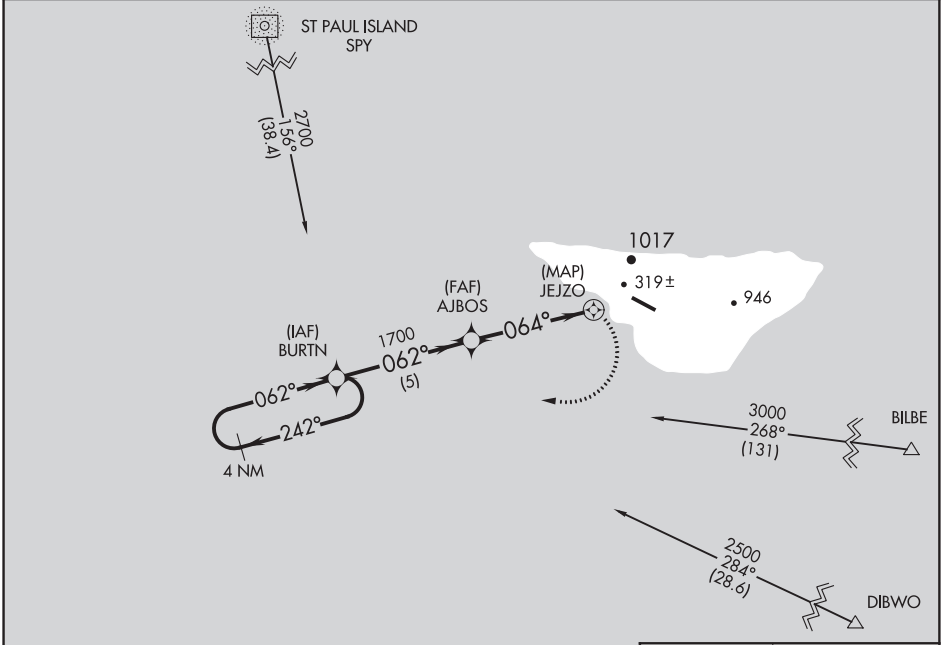 ST PAUL ISLAND
SPY
2700
156°
(38.4)
1017
319±
946
(MAP)
JEJZO
(FAF)
AJBOS
064°
(IAF)
BURTN
1700
062°
(5)
062°
242°
4 NM
3000
268°
(131)
BILBE
2500
284°
(28.6)
DIBWO